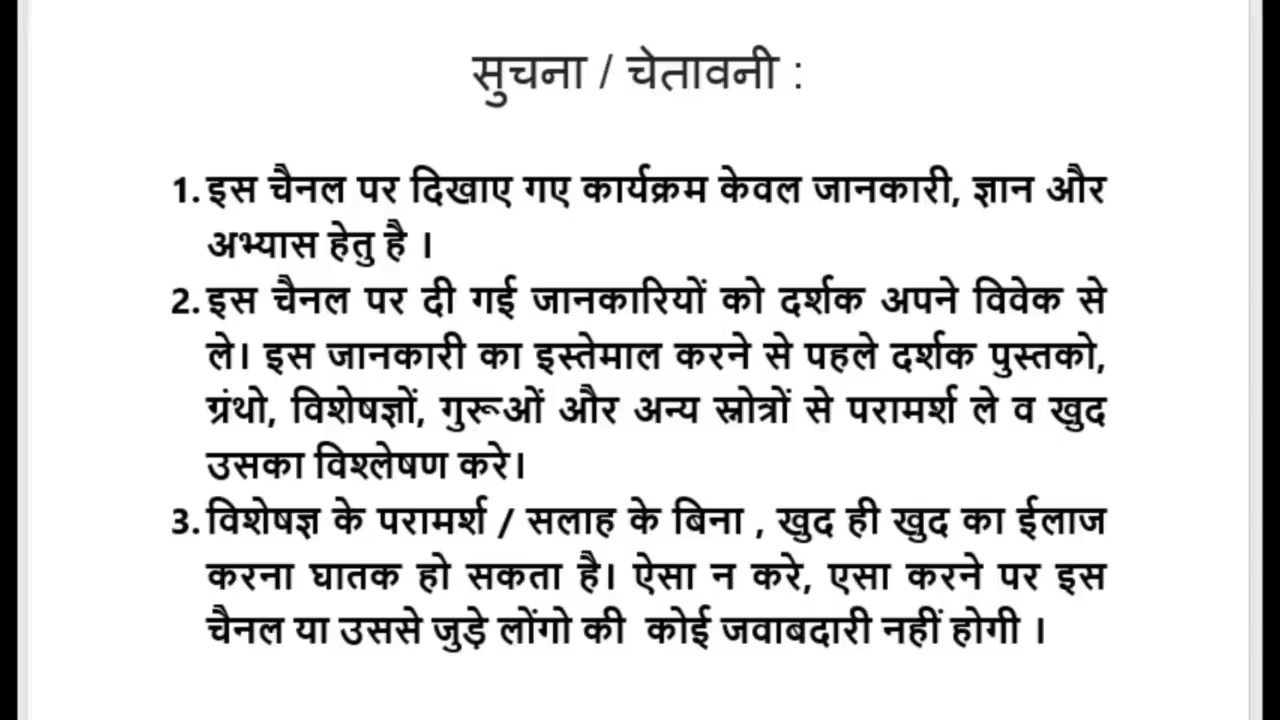 सुचना / चेतावनी :
1. इस चैनल पर दिखाए गए कार्यक्रम केवल जानकारी, ज्ञान और
अभ्यास हेतु है ।
2. इस चैनल पर दी गई जानकारियों को दर्शक अपने विवेक से
ले। इस जानकारी का इस्तेमाल करने से पहले दर्शक पुस्तको,
ग्रंथो, विशेषज्ञों, गुरूओं और अन्य स्नोत्रों से परामर्श ले व खुद
उसका विश्लेषण करे।
3. विशेषज्ञ के परामर्श / सलाह के बिना , खुद ही खुद का ईलाज
करना घातक हो सकता है। ऐसा न करे, एसा करने पर इस
चैनल या उससे जुड़े लोंगो की कोई जवाबदारी नहीं होगी ।